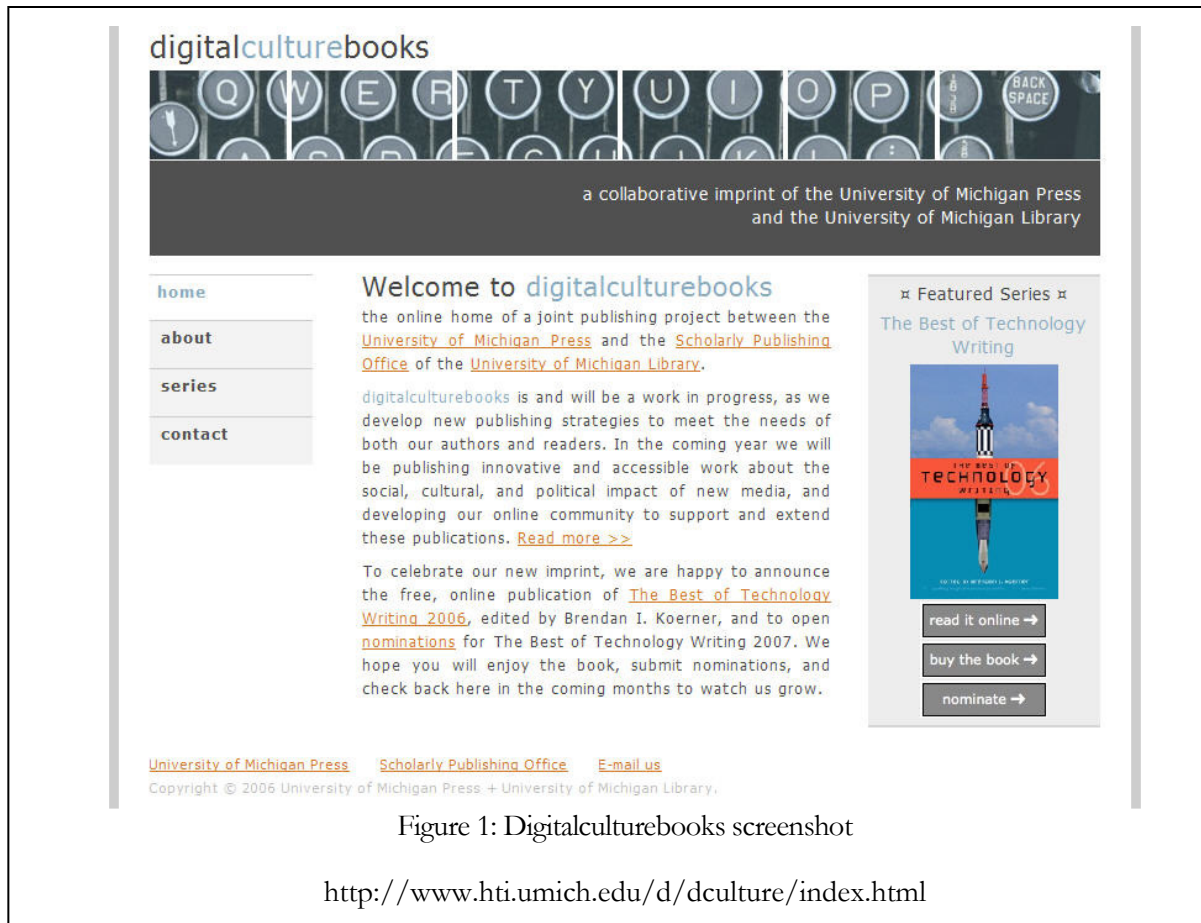 digitalculturebooks
Q W E R T Y U I O P BACK
SPACE
a collaborative imprint of the University of Michigan Press
and the University of Michigan Library
home
about
series
contact
Welcome to digitalculturebooks
the online home of a joint publishing project between the
University of Michigan Press and the Scholarly Publishing
Office of the University of Michigan Library.
digitalculturebooks is and will be a work in progress, as we
develop new publishing strategies to meet the needs of
both our authors and readers. In the coming year we will
be publishing innovative and accessible work about the
social, cultural, and political impact of new media, and
developing our online community to support and extend
these publications. Read more >>
To celebrate our new imprint, we are happy to announce
the free, online publication of The Best of Technology
Writing 2006, edited by Brendan I. Koerner, and to open
nominations for The Best of Technology Writing 2007. We
hope you will enjoy the book, submit nominations, and
check back here in the coming months to watch us grow.
¤ Featured Series ¤
The Best of Technology
Writing
THE BEST OF
TECHNOLOGY
WRITING 06
EDITED BY BRENDAN I. KOERNER
read it online →
buy the book →
nominate →
University of Michigan Press Scholarly Publishing Office E-mail us
Copyright © 2006 University of Michigan Press + University of Michigan Library.
Figure 1: Digitalculturebooks screenshot
http://www.hti.umich.edu/d/dculture/index.html